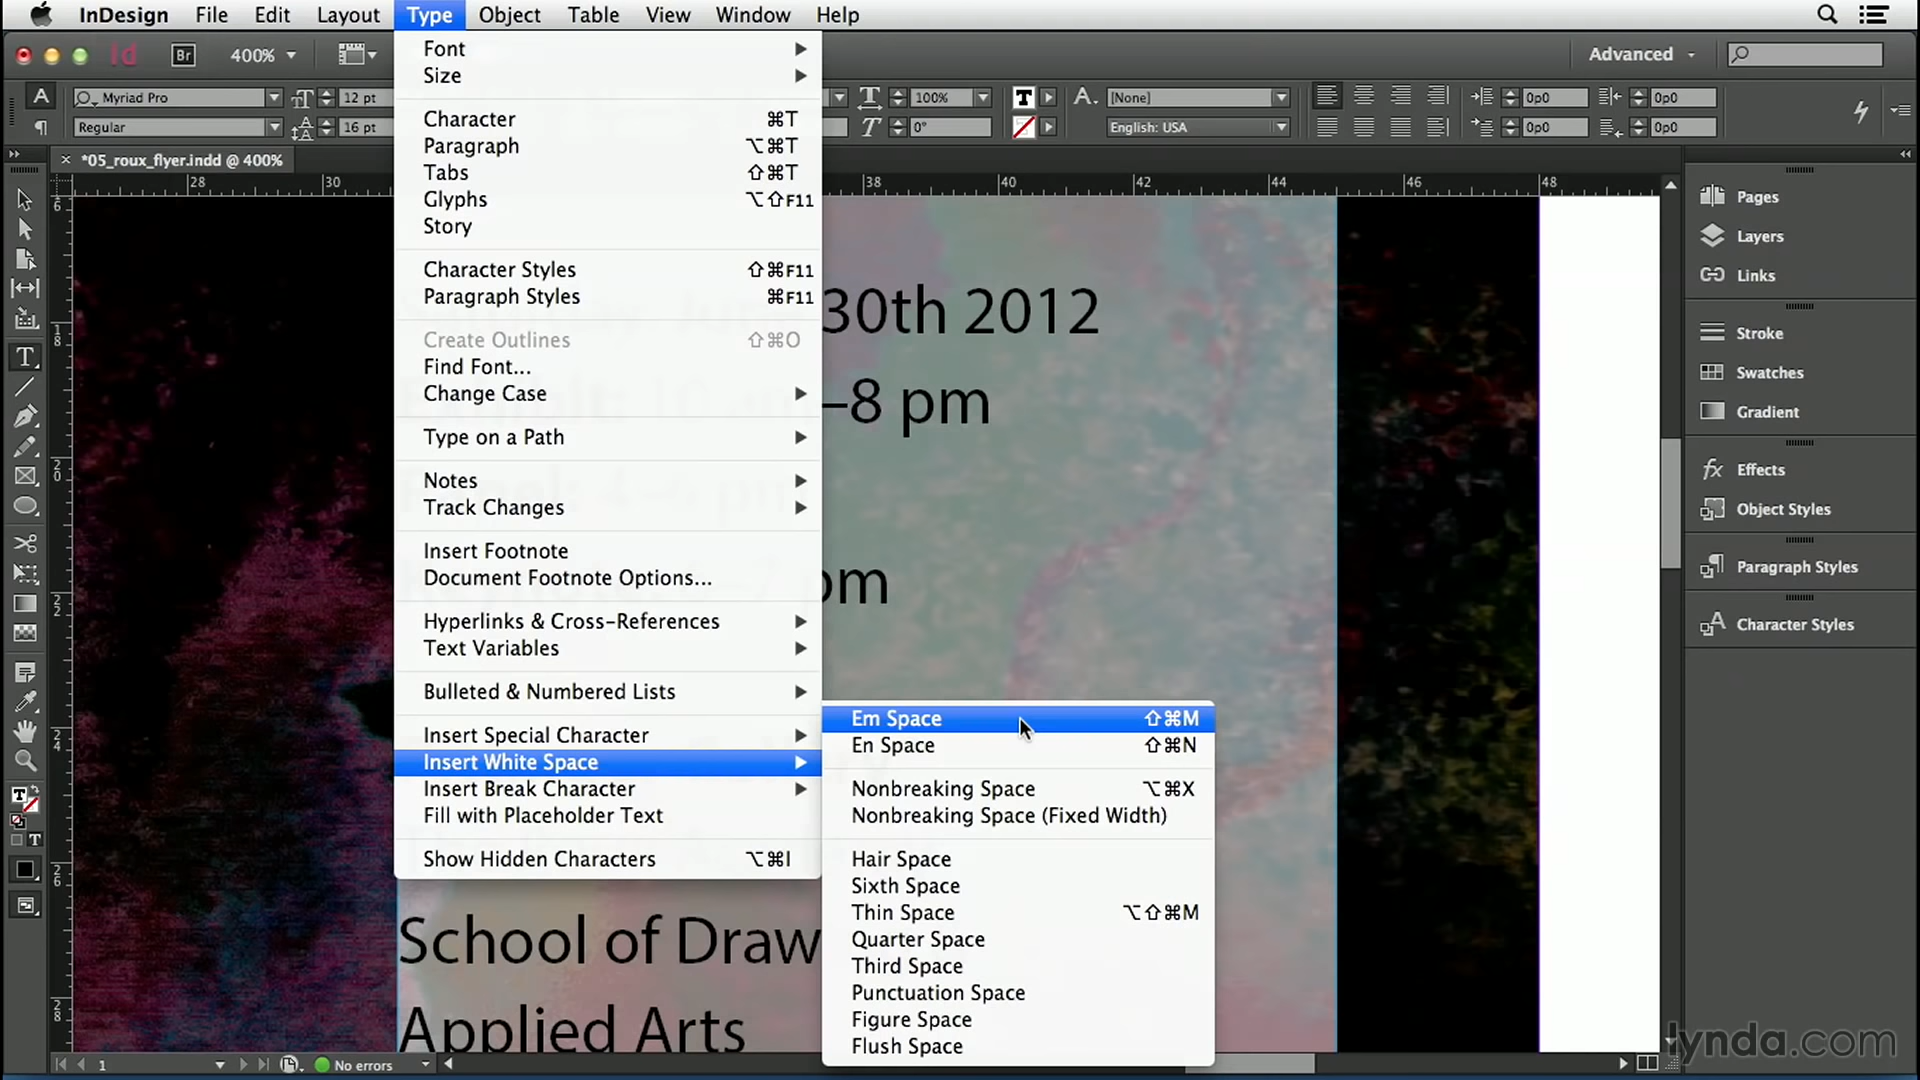 InDesign File Edit Layout Type Object Table View Window Help
Id Br 400% Advanced
A Myriad Pro 12 pt 100% T A. [None] 0p0 0p0
Regular 16 pt 0° English: USA 0p0 0p0
× *05_roux_flyer.indd @ 400%
28 30 38 40 42 44 46 48
Font
Size
Character ⌘T
Paragraph ⌥⌘T
Tabs ⇧⌘T
Glyphs ⌥⇧F11
Story
Character Styles ⇧⌘F11
Paragraph Styles ⌘F11
Create Outlines ⇧⌘O
Find Font...
Change Case
Type on a Path
Notes
Track Changes
Insert Footnote
Document Footnote Options...
Hyperlinks & Cross-References
Text Variables
Bulleted & Numbered Lists
Insert Special Character
Insert White Space
Insert Break Character
Fill with Placeholder Text
Show Hidden Characters ⌥⌘I
Em Space ⇧⌘M
En Space ⇧⌘N
Nonbreaking Space ⌥⌘X
Nonbreaking Space (Fixed Width)
Hair Space
Sixth Space
Thin Space ⌥⇧⌘M
Quarter Space
Third Space
Punctuation Space
Figure Space
Flush Space
30th 2012
–8 pm
pm
School of Draw
Applied Arts
Pages
Layers
Links
Stroke
Swatches
Gradient
fx Effects
Object Styles
Paragraph Styles
Character Styles
1 No errors
lynda.com